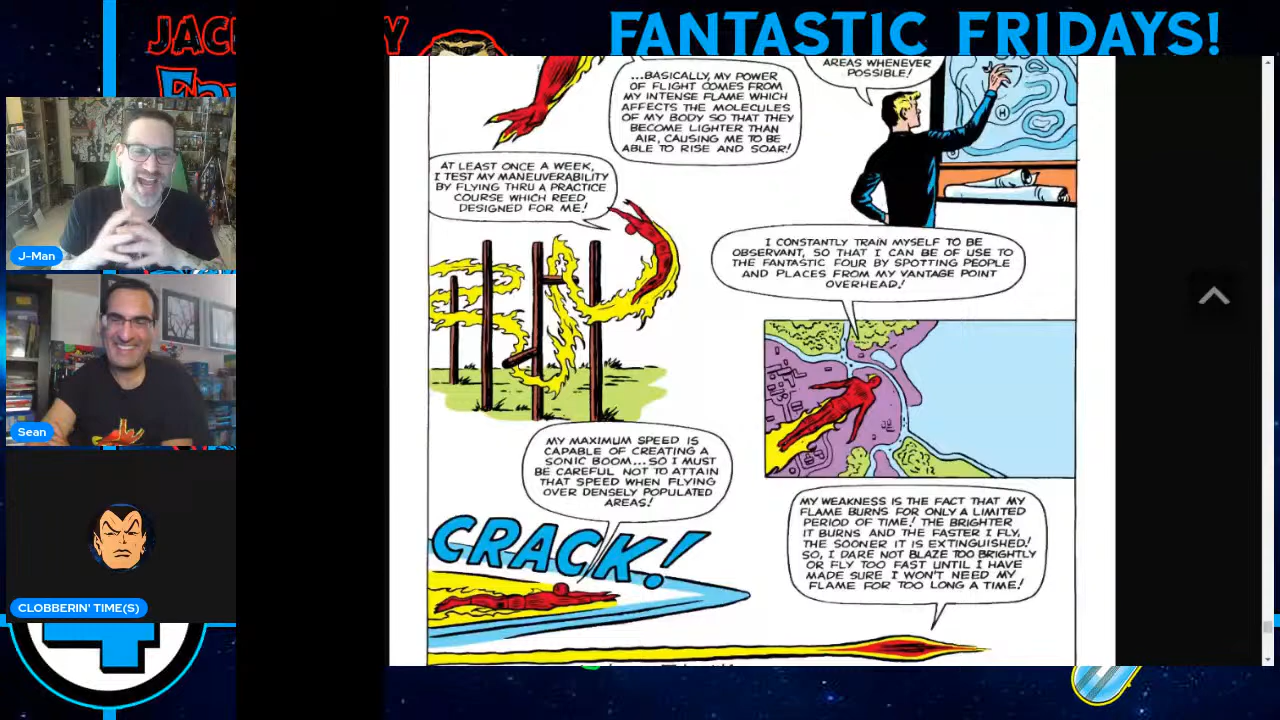 FANTASTIC FRIDAYS!
...BASICALLY, MY POWER
OF FLIGHT COMES FROM
MY INTENSE FLAME WHICH
AFFECTS THE MOLECULES
OF MY BODY SO THAT THEY
BECOME LIGHTER THAN
AIR, CAUSING ME TO BE
ABLE TO RISE AND SOAR!
AREAS WHENEVER
POSSIBLE!
H
AT LEAST ONCE A WEEK,
I TEST MY MANEUVERABILITY
BY FLYING THRU A PRACTICE
COURSE WHICH REED
DESIGNED FOR ME!
I CONSTANTLY TRAIN MYSELF TO BE
OBSERVANT, SO THAT I CAN BE OF USE TO
THE FANTASTIC FOUR BY SPOTTING PEOPLE
AND PLACES FROM MY VANTAGE POINT
OVERHEAD!
MY MAXIMUM SPEED IS
CAPABLE OF CREATING A
SONIC BOOM...SO I MUST
BE CAREFUL NOT TO ATTAIN
THAT SPEED WHEN FLYING
OVER DENSELY POPULATED
AREAS!
CRACK!
12
MY WEAKNESS IS THE FACT THAT MY
FLAME BURNS FOR ONLY A LIMITED
PERIOD OF TIME! THE BRIGHTER
IT BURNS AND THE FASTER I FLY,
THE SOONER IT IS EXTINGUISHED!
SO, I DARE NOT BLAZE TOO BRIGHTLY
OR FLY TOO FAST UNTIL I HAVE
MADE SURE I WON'T NEED MY
FLAME FOR TOO LONG A TIME!
J-Man
Sean
CLOBBERIN' TIME(S)